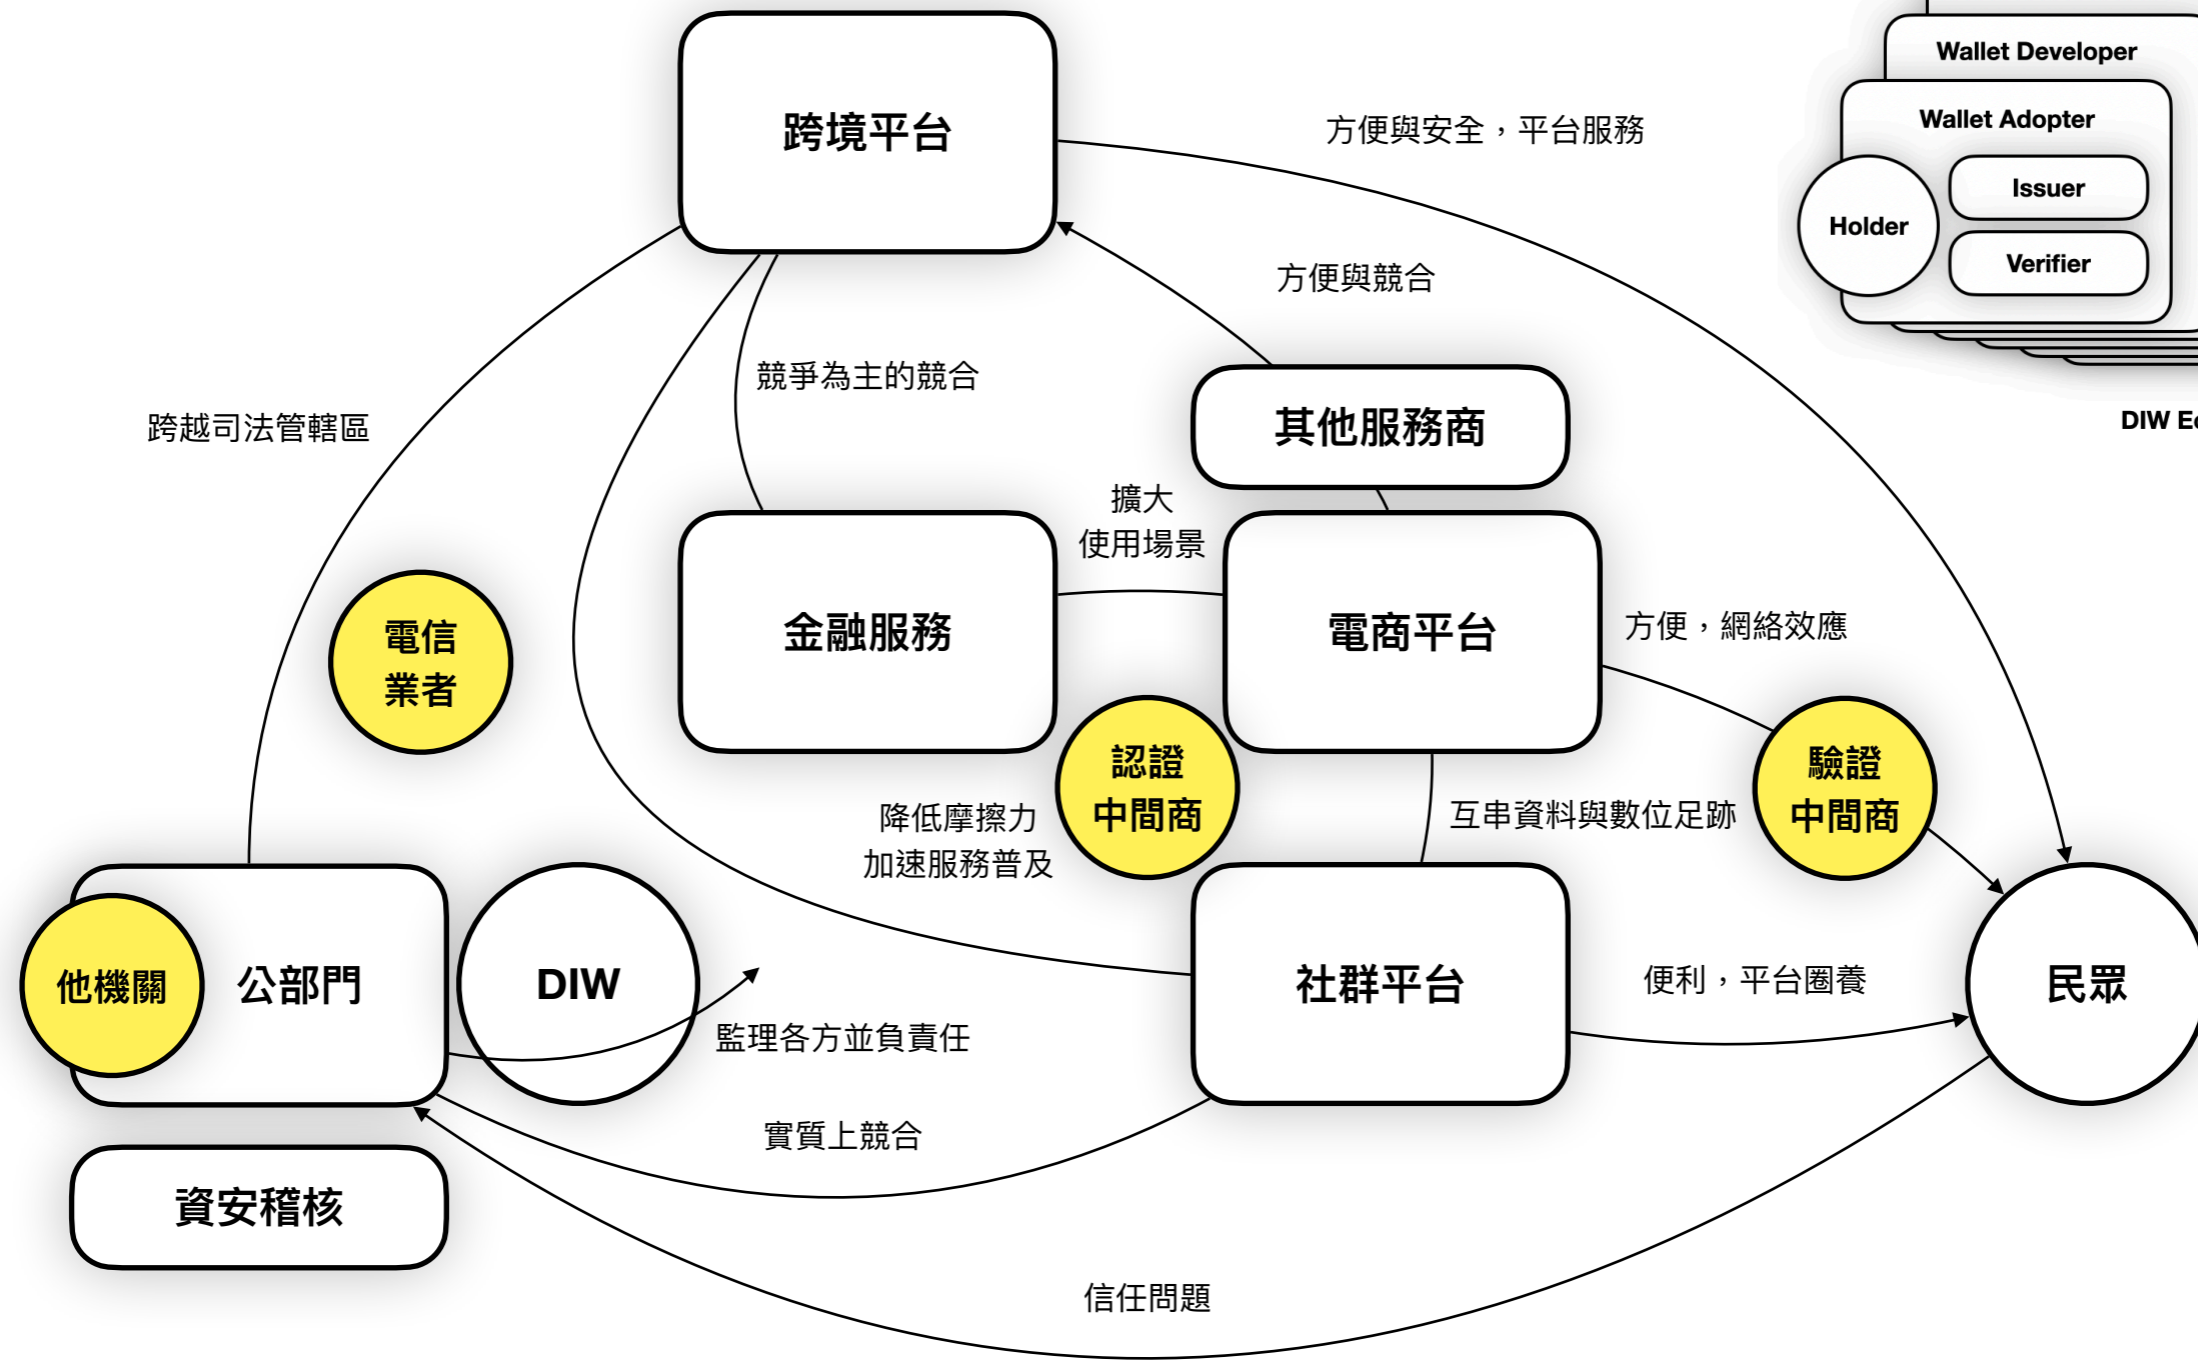 跨境平台
Wallet Developer
Wallet Adopter
Holder
Issuer
Verifier
DIW
方便與安全，平台服務
方便與競合
競爭為主的競合
跨越司法管轄區
其他服務商
擴大
使用場景
金融服務
電商平台
方便，網絡效應
電信
業者
認證
中間商
驗證
中間商
降低摩擦力
加速服務普及
互串資料與數位足跡
他機關
公部門
DIW
社群平台
便利，平台圈養
民眾
監理各方並負責任
實質上競合
資安稽核
信任問題